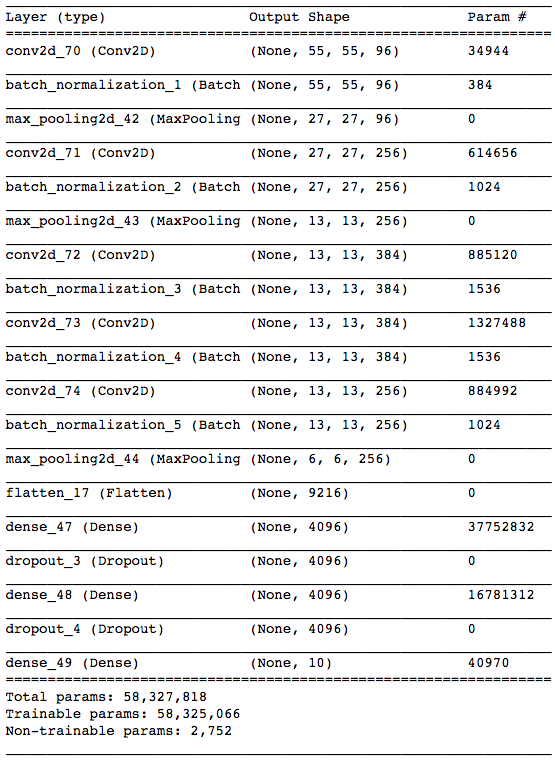 Layer (type) Output Shape Param #
conv2d_70 (Conv2D) (None, 55, 55, 96) 34944
batch_normalization_1 (Batch (None, 55, 55, 96) 384
max_pooling2d_42 (MaxPooling (None, 27, 27, 96) 0
conv2d_71 (Conv2D) (None, 27, 27, 256) 614656
batch_normalization_2 (Batch (None, 27, 27, 256) 1024
max_pooling2d_43 (MaxPooling (None, 13, 13, 256) 0
conv2d_72 (Conv2D) (None, 13, 13, 384) 885120
batch_normalization_3 (Batch (None, 13, 13, 384) 1536
conv2d_73 (Conv2D) (None, 13, 13, 384) 1327488
batch_normalization_4 (Batch (None, 13, 13, 384) 1536
conv2d_74 (Conv2D) (None, 13, 13, 256) 884992
batch_normalization_5 (Batch (None, 13, 13, 256) 1024
max_pooling2d_44 (MaxPooling (None, 6, 6, 256) 0
flatten_17 (Flatten) (None, 9216) 0
dense_47 (Dense) (None, 4096) 37752832
dropout_3 (Dropout) (None, 4096) 0
dense_48 (Dense) (None, 4096) 16781312
dropout_4 (Dropout) (None, 4096) 0
dense_49 (Dense) (None, 10) 40970
Total params: 58,327,818
Trainable params: 58,325,066
Non-trainable params: 2,752